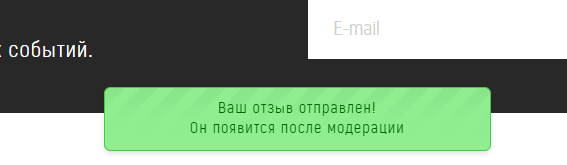 E-mail
событий.
Ваш отзыв отправлен!
Он появится после модерации